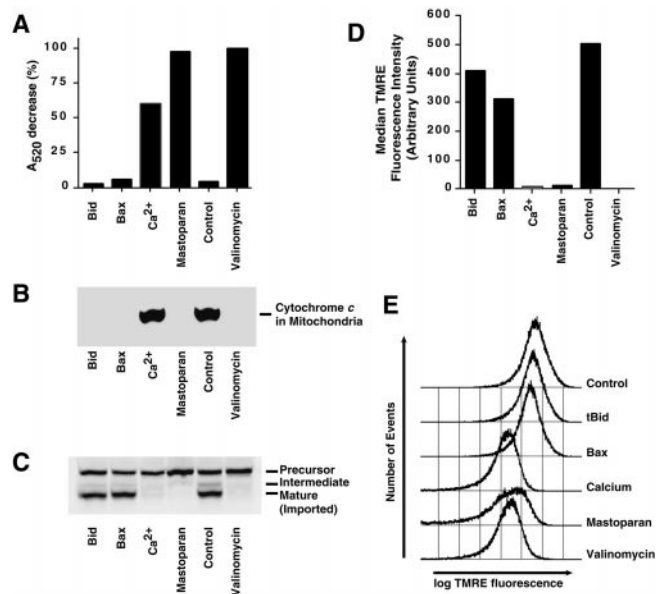 A
A520 decrease (%)
100
75
50
25
0
Bid
Bax
Ca2+
Mastoparan
Control
Valinomycin
B
Cytochrome c
in Mitochondria
Bid
Bax
Ca2+
Mastoparan
Control
Valinomycin
C
Precursor
Intermediate
Mature
(Imported)
Bid
Bax
Ca2+
Mastoparan
Control
Valinomycin
D
Median TMRE
Fluorescence Intensity
(Arbitrary Units)
600
500
400
300
200
100
0
Bid
Bax
Ca2+
Mastoparan
Control
Valinomycin
E
Number of Events
Control
tBid
Bax
Calcium
Mastoparan
Valinomycin
log TMRE fluorescence